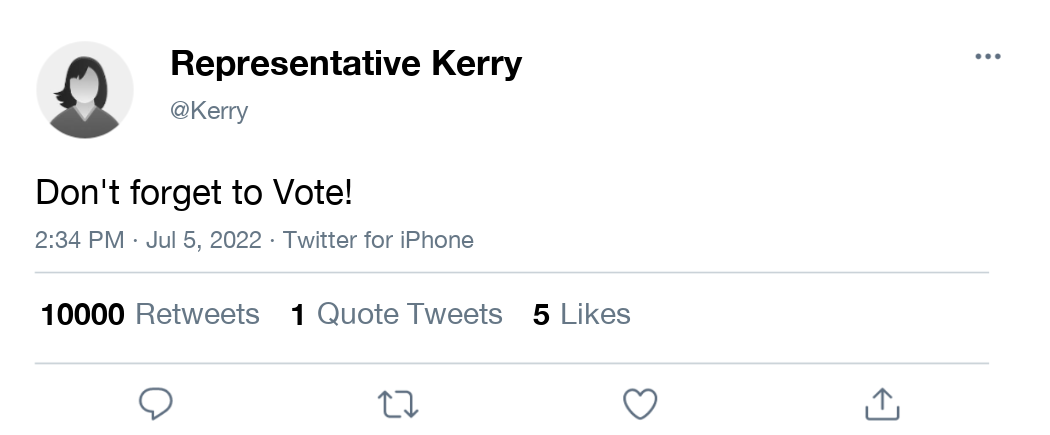 Representative Kerry
@Kerry
Don't forget to Vote!
2:34 PM · Jul 5, 2022 · Twitter for iPhone
10000 Retweets 1 Quote Tweets 5 Likes